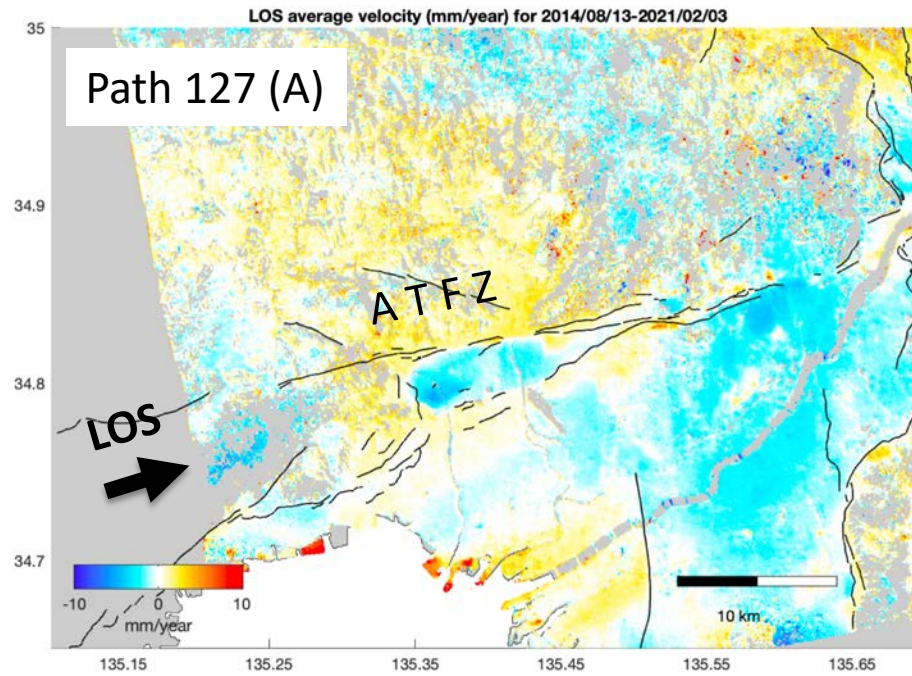 LOS average velocity (mm/year) for 2014/08/13-2021/02/03
35
Path 127 (A)
34.9
A T F Z
34.8
LOS
34.7
-10 0 10
mm/year
10 km
135.15 135.25 135.35 135.45 135.55 135.65